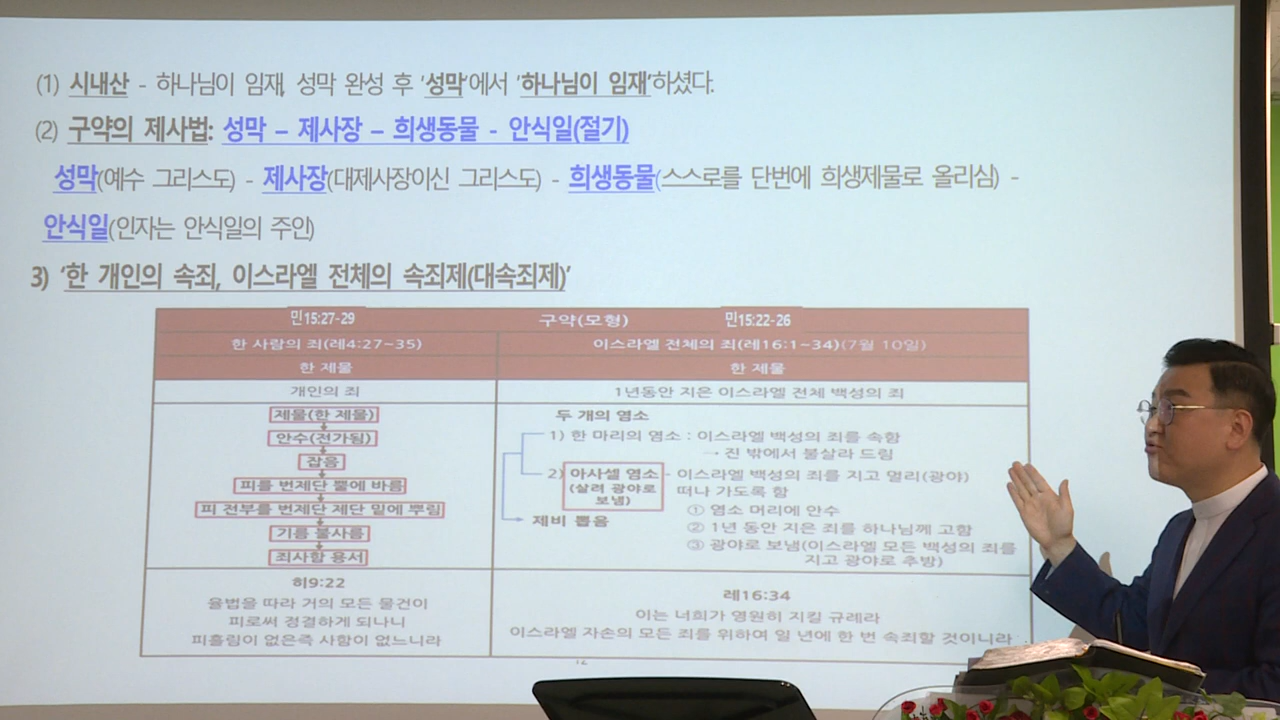 (1) 시내산 - 하나님이 임재, 성막 완성 후 '성막'에서 '하나님이 임재'하셨다.
(2) 구약의 제사법: 성막 – 제사장 – 희생동물 - 안식일(절기)
성막(예수 그리스도) - 제사장(대제사장이신 그리스도) - 희생동물(스스로를 단번에 희생제물로 올리심) -
안식일(인자는 안식일의 주인)
3) '한 개인의 속죄, 이스라엘 전체의 속죄제(대속죄제)'
민15:27-29 구약(모형) 민15:22-26
한 사람의 죄(레4:27~35) 이스라엘 전체의 죄(레16:1~34)(7월 10일)
한 제물 한 제물
개인의 죄 1년동안 지은 이스라엘 전체 백성의 죄
제물(한 제물)
안수(전가됨)
잡음
피를 번제단 뿔에 바름
피 전부를 번제단 제단 밑에 뿌림
기름 불사름
죄사함 용서
두 개의 염소
1) 한 마리의 염소 : 이스라엘 백성의 죄를 속함
→ 진 밖에서 불살라 드림
2) 아사셀 염소 - 이스라엘 백성의 죄를 지고 멀리(광야)
(살려 광야로 떠나 가도록 함
보냄)
① 염소 머리에 안수
제비 뽑음
② 1년 동안 지은 죄를 하나님께 고함
③ 광야로 보냄(이스라엘 모든 백성의 죄를
지고 광야로 추방)
히9:22
율법을 따라 거의 모든 물건이
피로써 정결하게 되나니
피흘림이 없은즉 사함이 없느니라
레16:34
이는 너희가 영원히 지킬 규례라
이스라엘 자손의 모든 죄를 위하여 일 년에 한 번 속죄할 것이니라